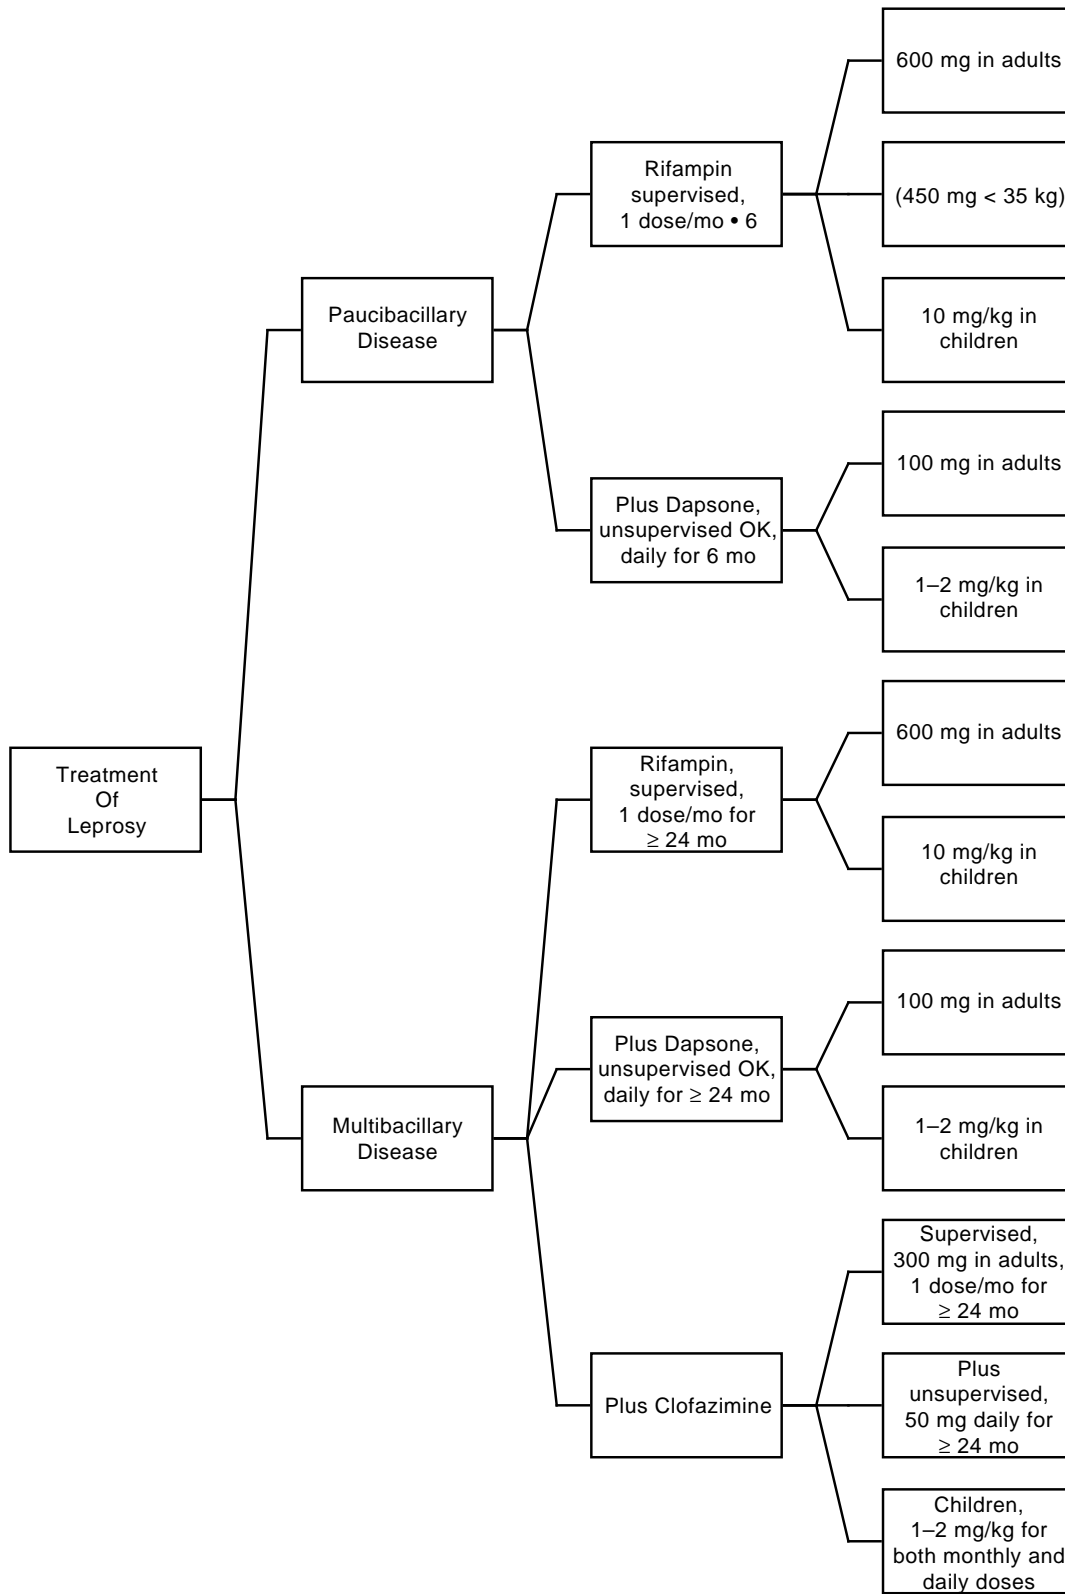 Treatment
Of
Leprosy
Paucibacillary
Disease
Rifampin
supervised,
1 dose/mo • 6
600 mg in adults
(450 mg < 35 kg)
10 mg/kg in
children
Plus Dapsone,
unsupervised OK,
daily for 6 mo
100 mg in adults
1–2 mg/kg in
children
Multibacillary
Disease
Rifampin,
supervised,
1 dose/mo for
≥ 24 mo
600 mg in adults
10 mg/kg in
children
Plus Dapsone,
unsupervised OK,
daily for ≥ 24 mo
100 mg in adults
1–2 mg/kg in
children
Plus Clofazimine
Supervised,
300 mg in adults,
1 dose/mo for
≥ 24 mo
Plus
unsupervised,
50 mg daily for
≥ 24 mo
Children,
1–2 mg/kg for
both monthly and
daily doses